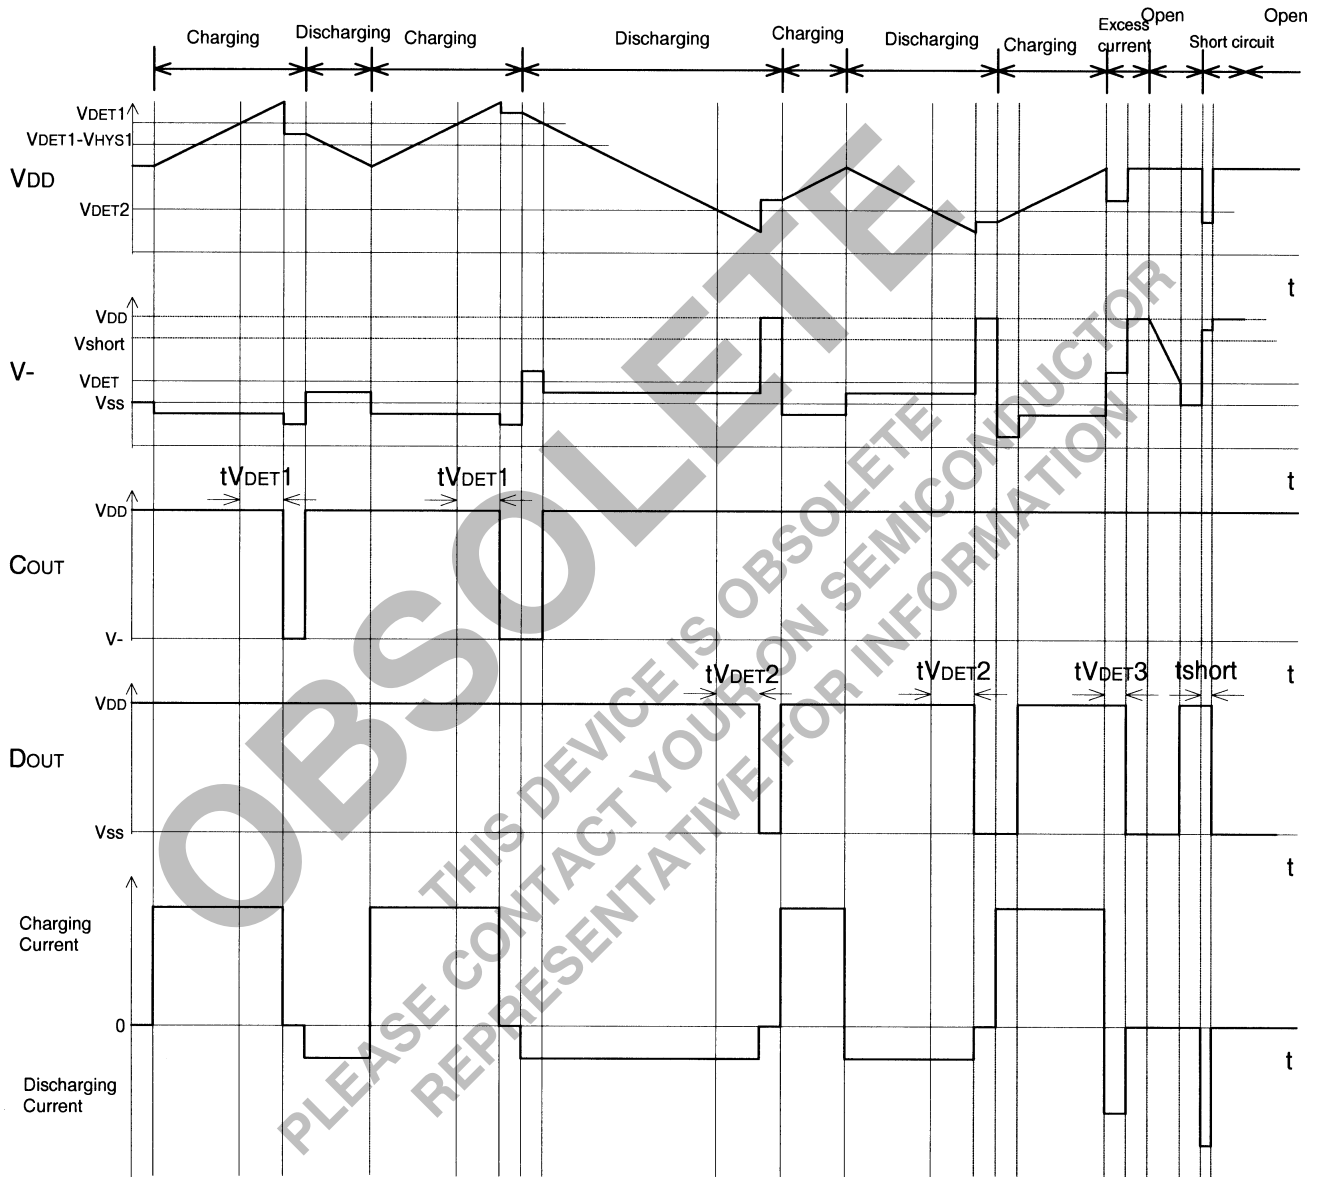 Charging
Discharging
Charging
Discharging
Charging
Discharging
Charging
Excess
current
Open
Short circuit
Open
VDET1
VDET1-VHYS1
VDD
VDET2
t
VDD
Vshort
V-
VDET
VSS
t
tVDET1
tVDET1
VDD
COUT
V-
t
tVDET2
tVDET2
tVDET3
tshort
VDD
DOUT
VSS
t
Charging
Current
0
t
Discharging
Current
OBSOLETE
THIS DEVICE IS OBSOLETE
PLEASE CONTACT YOUR ON SEMICONDUCTOR
REPRESENTATIVE FOR INFORMATION